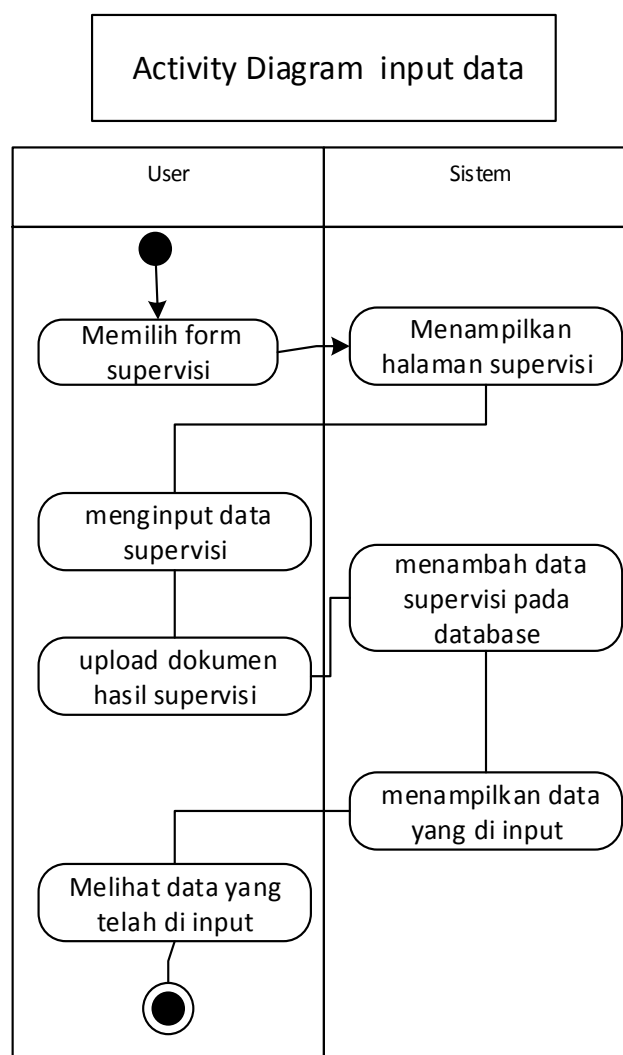 Activity Diagram input data
User
Sistem
Memilih form
supervisi
Menampilkan
halaman supervisi
menginput data
supervisi
menambah data
supervisi pada
database
upload dokumen
hasil supervisi
menampilkan data
yang di input
Melihat data yang
telah di input